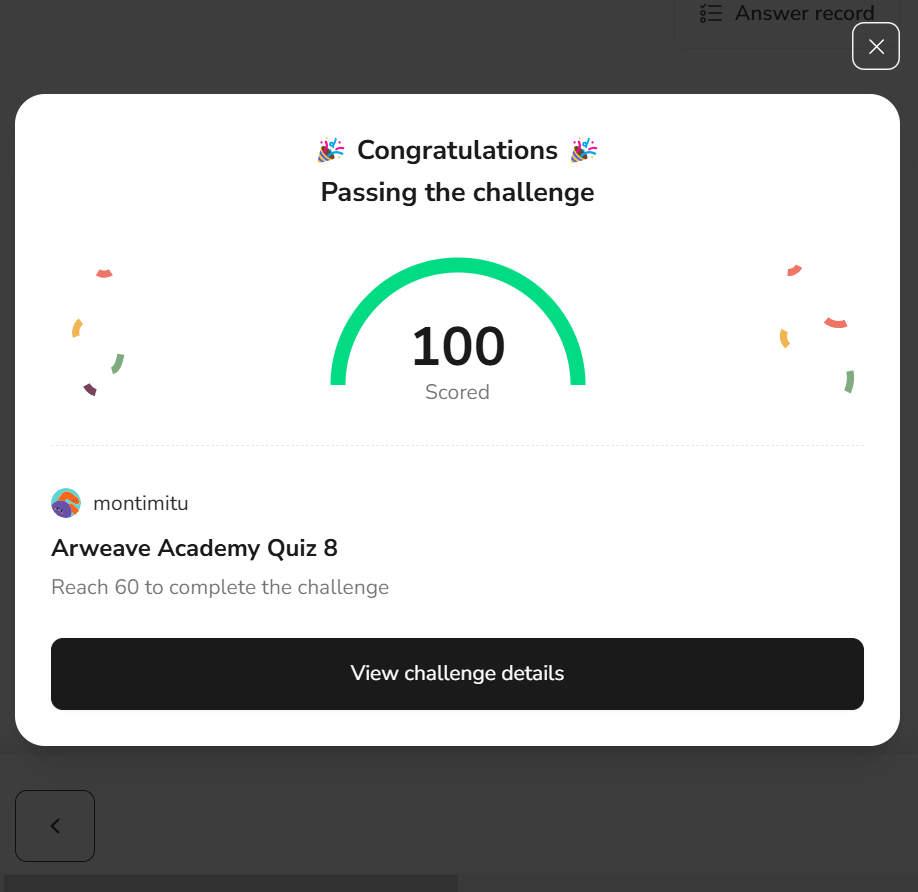 Answer record
🎉 Congratulations 🎉
Passing the challenge
100
Scored
montimitu
Arweave Academy Quiz 8
Reach 60 to complete the challenge
View challenge details